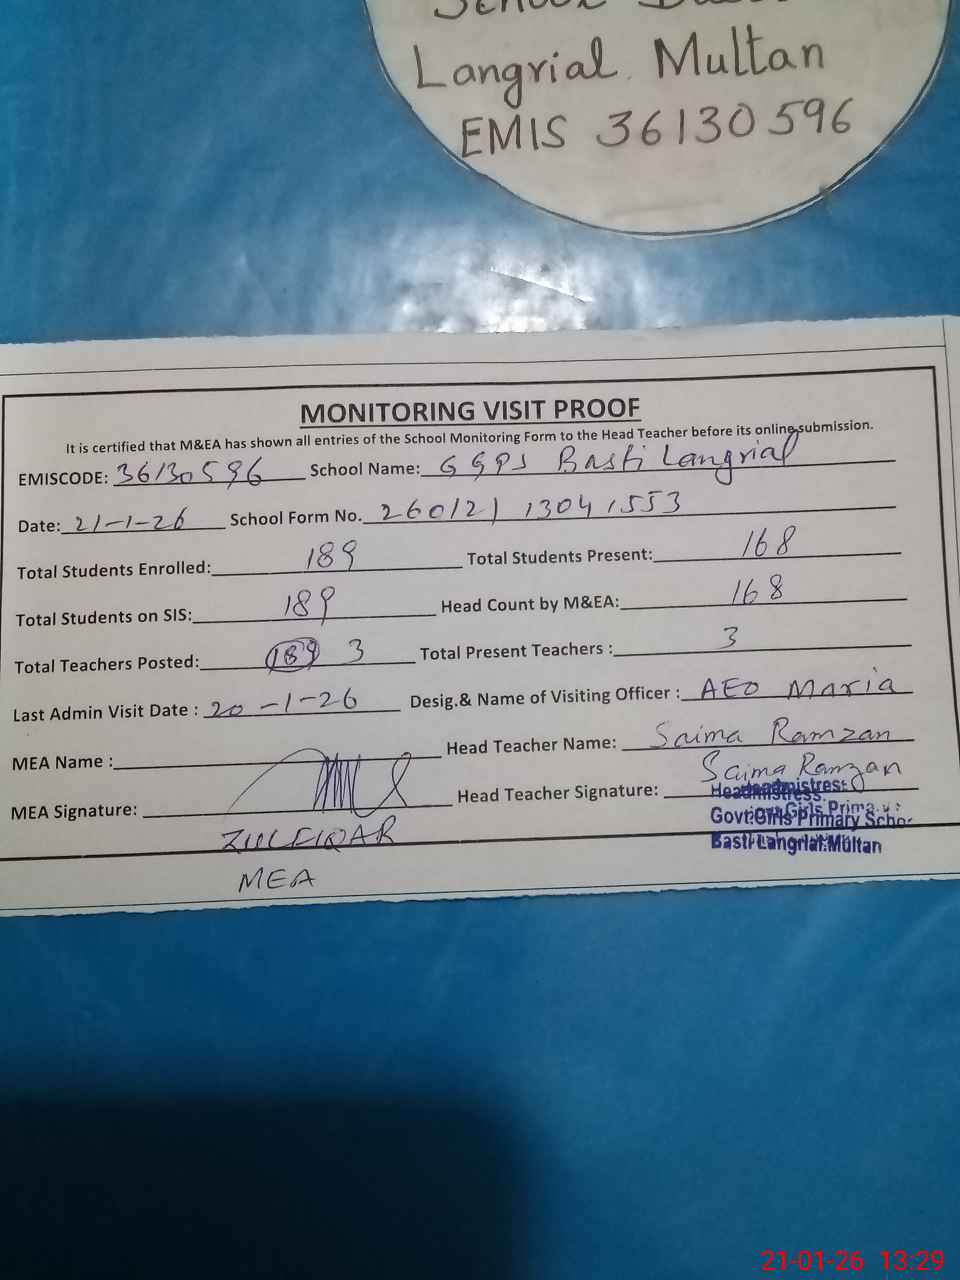 School
Langrial Multan
EMIS 36130596
MONITORING VISIT PROOF
It is certified that M&EA has shown all entries of the School Monitoring Form to the Head Teacher before its online submission.
EMISCODE: 36130596 School Name: GGPS Basti Langrial
Date: 21-1-26 School Form No. 260121 13041553
Total Students Enrolled: 189 Total Students Present: 168
Total Students on SIS: 189 Head Count by M&EA: 168
Total Teachers Posted: 189 3 Total Present Teachers : 3
Last Admin Visit Date : 20-1-26 Desig.& Name of Visiting Officer : AEO Maria
MEA Name : Head Teacher Name: Saima Ramzan
MEA Signature: Head Teacher Signature: Saima Ramzan
ZULFIQAR
MEA
Headmistress:
Govt: Girls Primary Scho
Basti Langrial: Multan
21-01-26 13:29